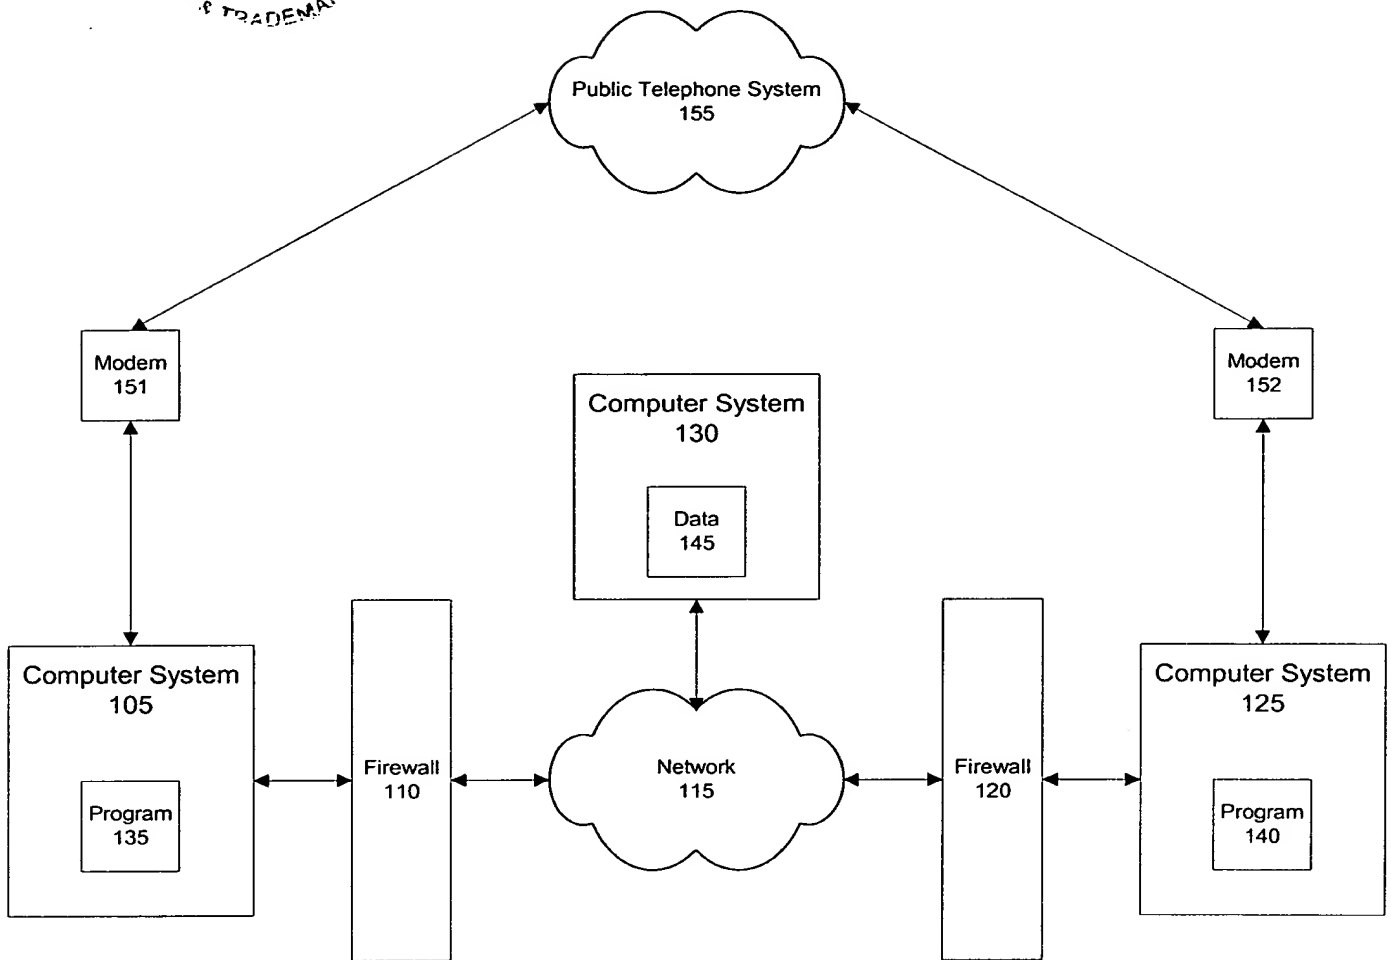 & TRADEMA
Public Telephone System
155
Modem
151
Modem
152
Computer System
130
Data
145
Computer System
105
Program
135
Firewall
110
Network
115
Firewall
120
Computer System
125
Program
140